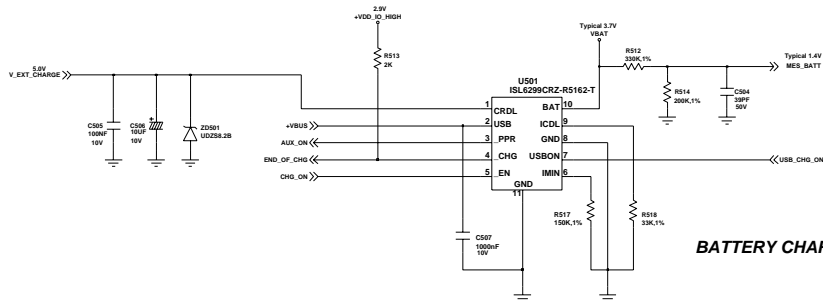 2.9V
+VDD_IO_HIGH
Typical 3.7V
VBAT
5.0V
V_EXT_CHARGE
R513
2K
R512
330K,1%
Typical 1.4V
MES_BATT
U501
ISL6299CRZ-R5162-T
R514
200K,1%
C504
39PF
50V
C505
100NF
10V
C506
10UF
10V
ZD501
UDZS8.2B
1 CRDL BAT 10
+VBUS 2 USB ICDL 9
AUX_ON 3 _PPR GND 8
END_OF_CHG 4 _CHG USBON 7 USB_CHG_ON
CHG_ON 5 _EN IMIN 6
GND
11
R517
150K,1%
R518
33K,1%
C507
1000nF
10V
BATTERY CHAR